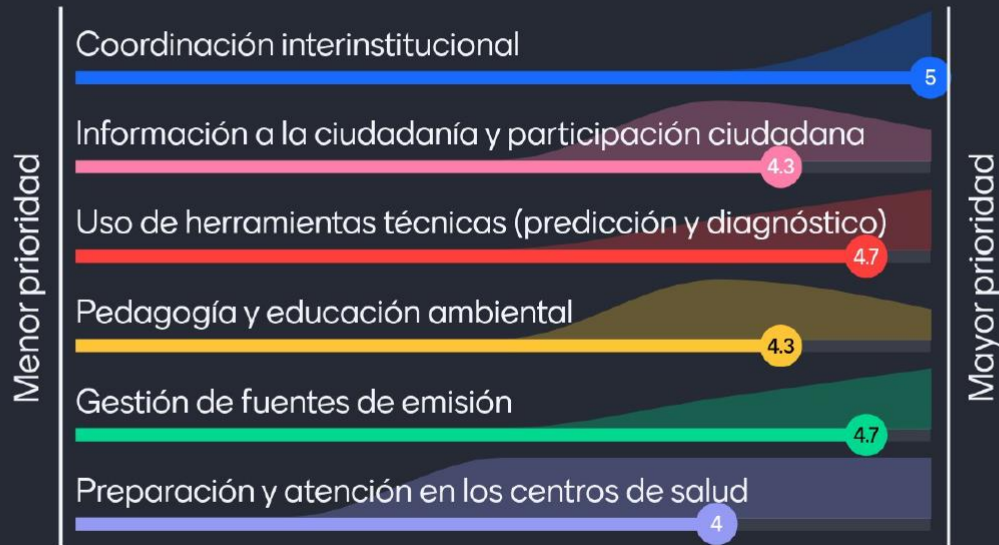 Menor prioridad
Coordinación interinstitucional
5
Información a la ciudadanía y participación ciudadana
4.3
Uso de herramientas técnicas (predicción y diagnóstico)
4.7
Pedagogía y educación ambiental
4.3
Gestión de fuentes de emisión
4.7
Preparación y atención en los centros de salud
4
Mayor prioridad